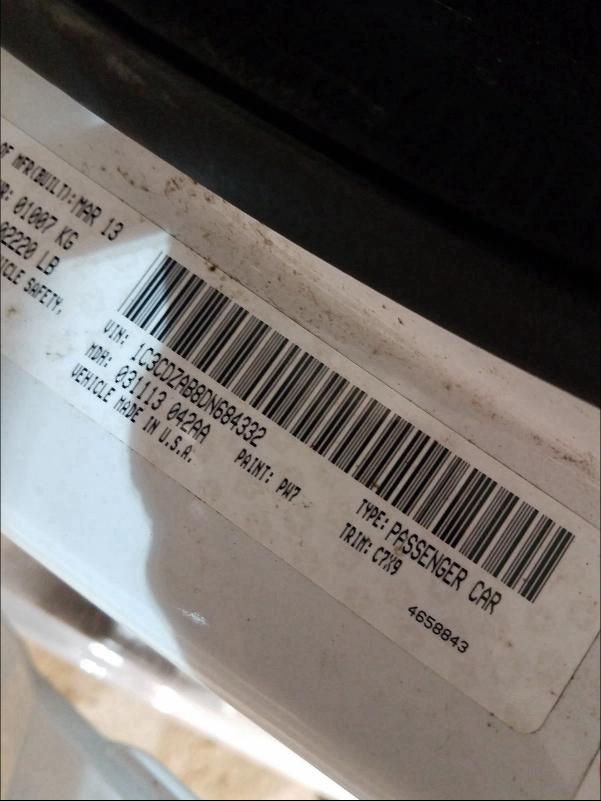 OF MFR(BUILT): MAR 13
R: 01007 KG
02220 LB
ICLE SAFETY,
VIN: 1C3CDZAB8DN684332
MDH: 031113 042AA
VEHICLE MADE IN U.S.A.
PAINT: PW7
TYPE: PASSENGER CAR
TRIM: C7X9
4658843